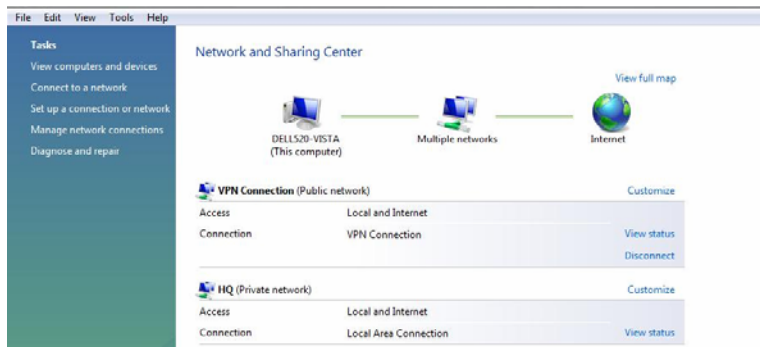 File Edit View Tools Help
Tasks
View computers and devices
Connect to a network
Set up a connection or network
Manage network connections
Diagnose and repair
Network and Sharing Center
View full map
DELL520-VISTA
(This computer)
Multiple networks
Internet
VPN Connection (Public network) Customize
Access Local and Internet
Connection VPN Connection View status
Disconnect
HQ (Private network) Customize
Access Local and Internet
Connection Local Area Connection View status